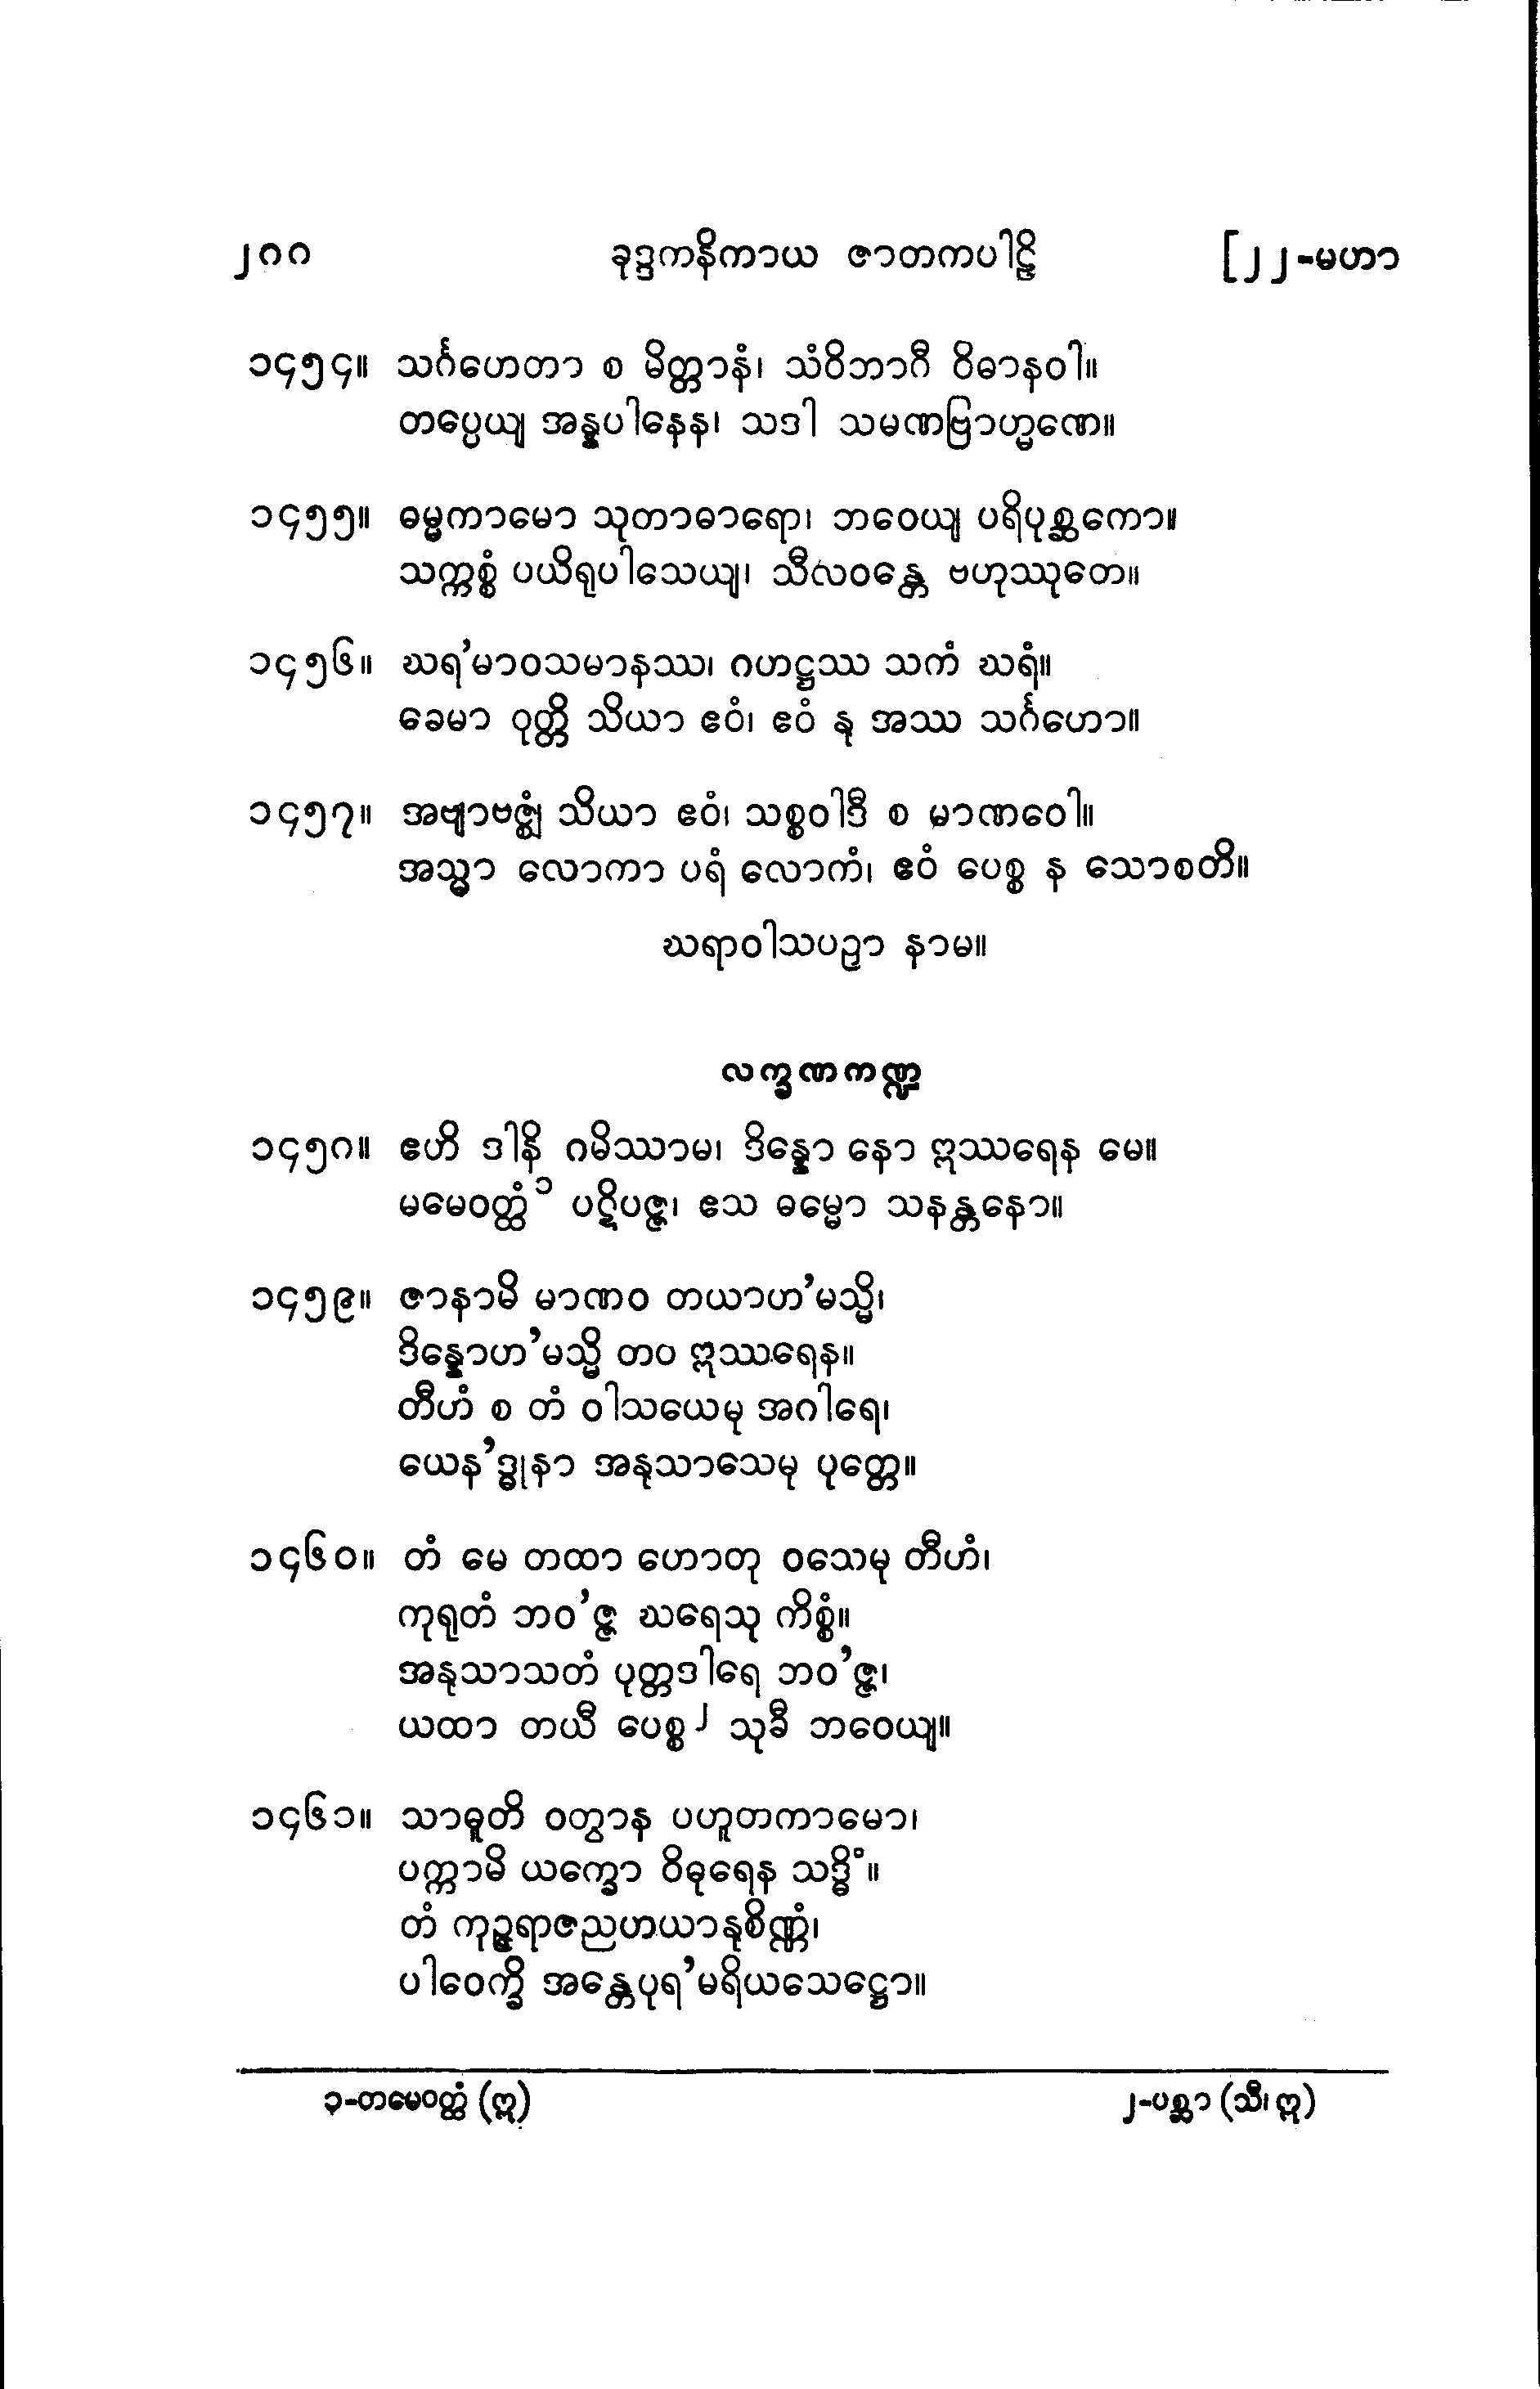 ၂၈၈ ခုဒ္ဒကနိကာယ ဇာတကပါဠိ [၂၂-မဟာ
၁၄၅၄။ သင်္ဂဟေတာ စ မိတ္တာနံ၊ သံဝိဘာဂီ ဝိဓာနဝါ။
တပ္ပေယျ အန္နပါနေန၊ သဒါ သမဏဗြာဟ္မဏေ။
၁၄၅၅။ ဓမ္မကာမော သုတာဓာရော၊ ဘဝေယျ ပရိပုစ္ဆကော။
သက္ကစ္စံ ပယိရုပါသေယျ၊ သီလဝန္တေ ဗဟုဿုတေ။
၁၄၅၆။ ဃရ’မာဝသမာနဿ၊ ဂဟဋ္ဌဿ သကံ ဃရံ။
ခေမာ ဝုတ္တိ သိယာ ဧဝံ၊ ဧဝံ နု အဿ သင်္ဂဟော။
၁၄၅၇။ အဗျာဗဇ္ဈံ သိယာ ဧဝံ၊ သစ္စဝါဒီ စ မာဏဝေါ။
အသ္မာ လောကာ ပရံ လောကံ၊ ဧဝံ ပေစ္စ န သောစတိ။
ဃရာဝါသပဉှာ နာမ။
လက္ခဏကဏ္ဍ
၁၄၅၈။ ဧဟိ ဒါနိ ဂမိဿာမ၊ ဒိန္နော နော ဣဿရေန မေ။
မမေဝတ္ထံ ၁ ပဋိပဇ္ဇ၊ ဧသ ဓမ္မော သနန္တနော။
၁၄၅၉။ ဇာနာမိ မာဏဝ တယာဟ’မသ္မိ၊
ဒိန္နောဟ’မသ္မိ တဝ ဣဿရေန။
တီဟံ စ တံ ဝါသယေမု အဂါရေ၊
ယေန’ဒ္ဓုနာ အနုသာသေမု ပုတ္တေ။
၁၄၆၀။ တံ မေ တထာ ဟောတု ဝသေမု တီဟံ၊
ကုရုတံ ဘဝ’ဇ္ဇ ဃရေသု ကိစ္စံ။
အနုသာသတံ ပုတ္တဒါရေ ဘဝ’ဇ္ဇ၊
ယထာ တယီ ပေစ္စ ၂ သုခီ ဘဝေယျ။
၁၄၆၁။ သာဓူတိ ဝတွာန ပဟူတကာမော၊
ပက္ကာမိ ယက္ခော ဝိဓုရေန သဒ္ဓိံ။
တံ ကုဉ္ဇရာဇညဟယာနုစိဏ္ဏံ၊
ပါဝေက္ခိ အန္တေပုရ’မရိယသေဋ္ဌော။
၁-တမေဝတ္ထံ (ဣ) ၂-ပစ္ဆာ (သီ၊ ဣ)